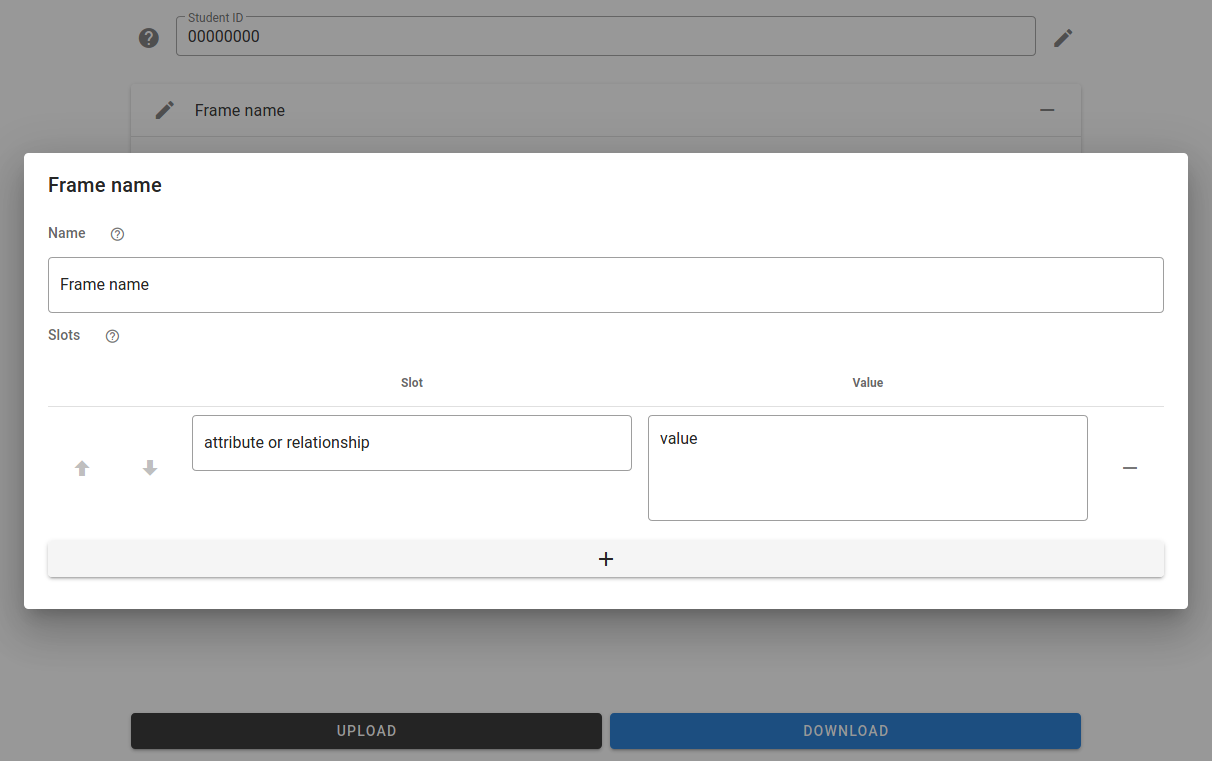 Student ID
00000000
Frame name
Frame name
Name
Frame name
Slots
Slot Value
attribute or relationship value
UPLOAD DOWNLOAD